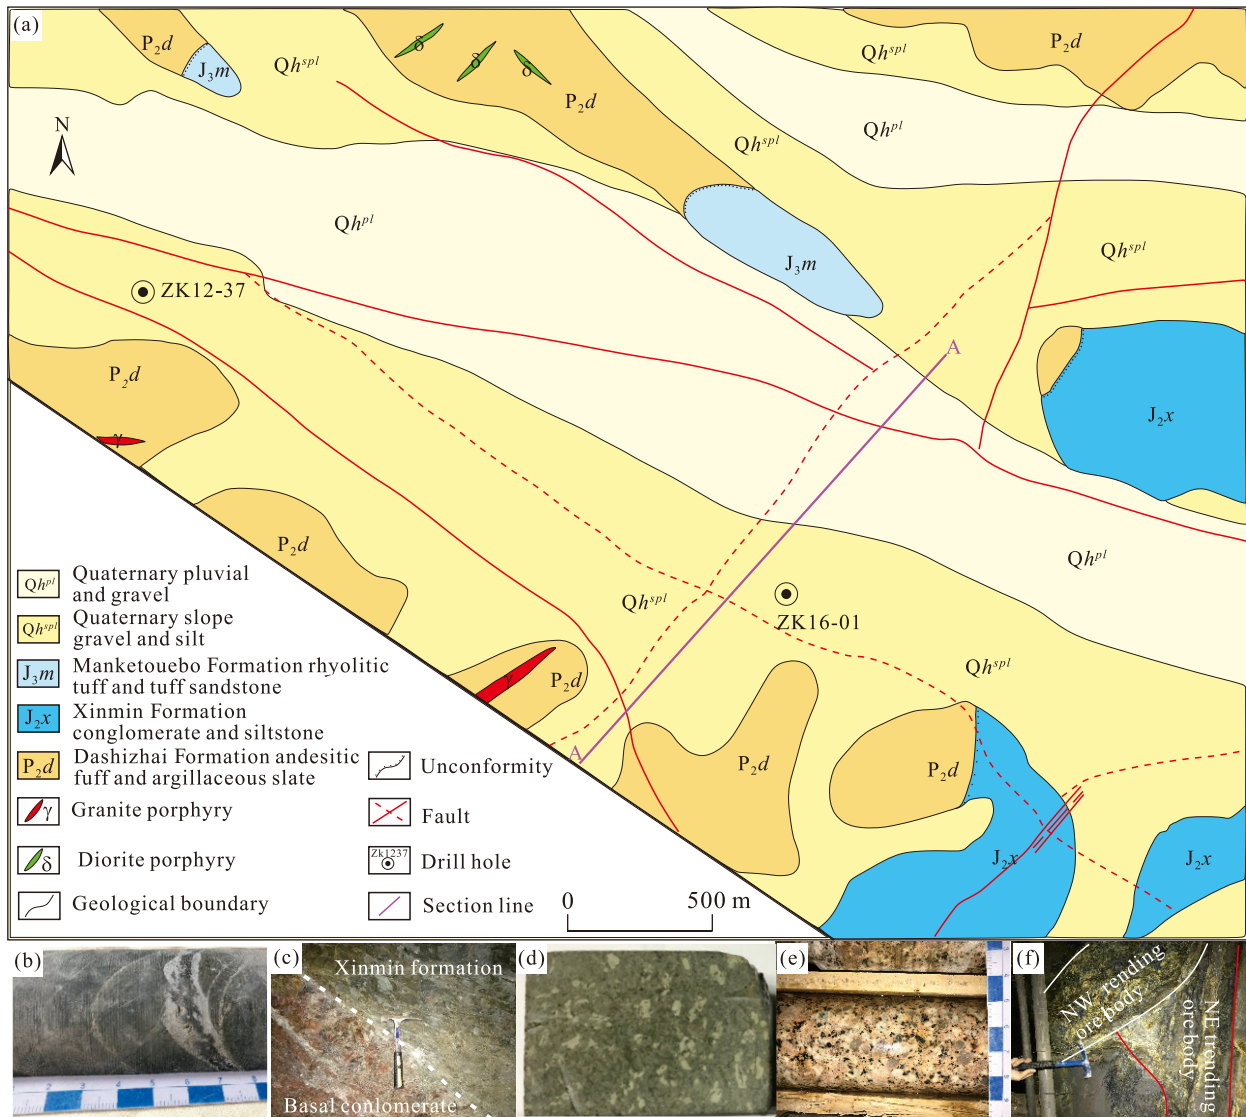 (a)
P₂d
J₃m
Qhˢᵖˡ
δ
δ
δ
P₂d
Qhˢᵖˡ
P₂d
Qhᵖˡ
Qhˢᵖˡ
N
Qhᵖˡ
J₃m
Qhˢᵖˡ
ZK12-37
A
P₂d
γ
J₂x
P₂d
Qhᵖˡ
Qhˢᵖˡ
ZK16-01
Qhˢᵖˡ
γ
P₂d
A
P₂d
P₂d
J₂x
J₂x
Qhᵖˡ Quaternary pluvial
and gravel
Qhˢᵖˡ Quaternary slope
gravel and silt
J₃m Manketouebo Formation rhyolitic
tuff and tuff sandstone
J₂x Xinmin Formation
conglomerate and siltstone
P₂d Dashizhai Formation andesitic
fuff and argillaceous slate
γ Granite porphyry
δ Diorite porphyry
Geological boundary
Unconformity
Fault
Zk1237 Drill hole
Section line
0 500 m
(b)
(c)
Xinmin formation
Basal conlomerate
(d)
(e)
(f)
NW rending
ore body
NE trending
ore body